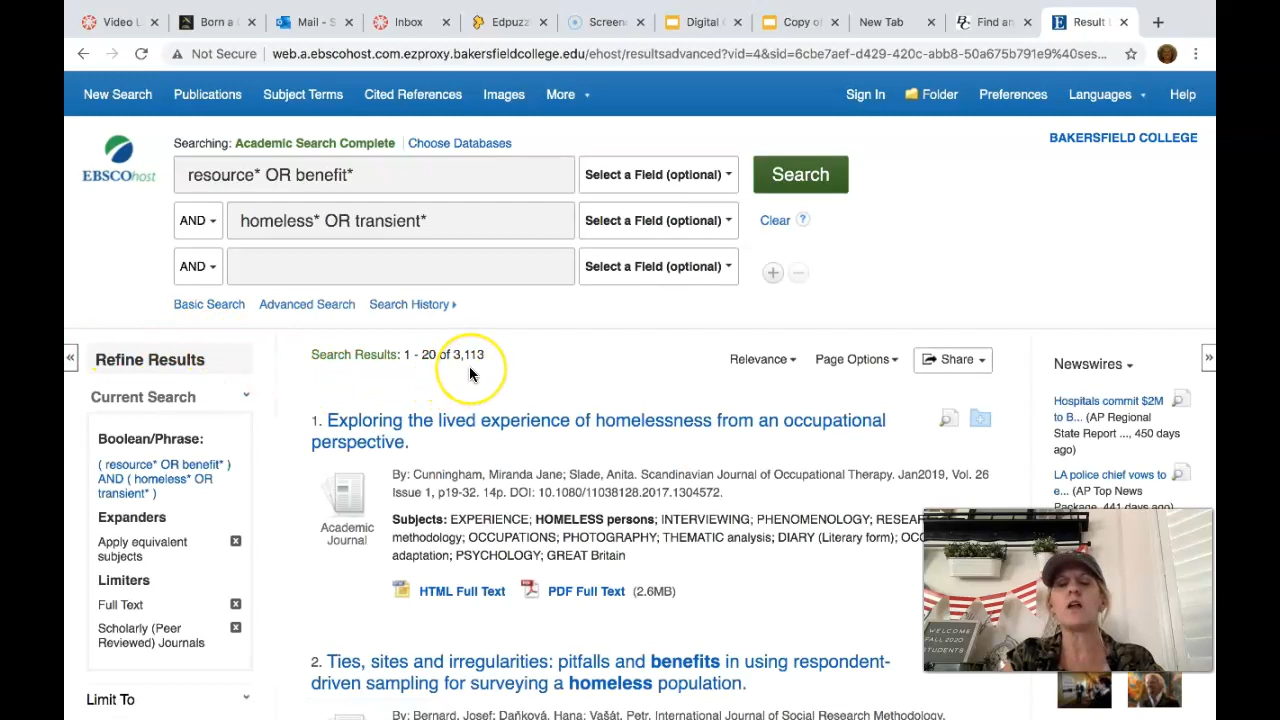 Video L
Born a
Mail - S
Inbox
Edpuzz
Screen
Digital
Copy of
New Tab
Find an
Result
Not Secure
web.a.ebscohost.com.ezproxy.bakersfieldcollege.edu/ehost/resultsadvanced?vid=4&sid=6cbe7aef-d429-420c-abb8-50a675b791e9%40ses...
New Search Publications Subject Terms Cited References Images More
Sign In Folder Preferences Languages Help
BAKERSFIELD COLLEGE
EBSCOhost
Searching: Academic Search Complete Choose Databases
resource* OR benefit* Select a Field (optional) Search
AND homeless* OR transient* Select a Field (optional) Clear ?
AND Select a Field (optional)
Basic Search Advanced Search Search History
Refine Results
Current Search
Boolean/Phrase:
( resource* OR benefit* )
AND ( homeless* OR
transient* )
Expanders
Apply equivalent
subjects
Limiters
Full Text
Scholarly (Peer
Reviewed) Journals
Limit To
Search Results: 1 - 20 of 3,113
Relevance Page Options Share
1. Exploring the lived experience of homelessness from an occupational
perspective.
By: Cunningham, Miranda Jane; Slade, Anita. Scandinavian Journal of Occupational Therapy. Jan2019, Vol. 26
Issue 1, p19-32. 14p. DOI: 10.1080/11038128.2017.1304572.
Academic
Journal
Subjects: EXPERIENCE; HOMELESS persons; INTERVIEWING; PHENOMENOLOGY; RESEAR
methodology; OCCUPATIONS; PHOTOGRAPHY; THEMATIC analysis; DIARY (Literary form); OC
adaptation; PSYCHOLOGY; GREAT Britain
HTML Full Text PDF Full Text (2.6MB)
2. Ties, sites and irregularities: pitfalls and benefits in using respondent-
driven sampling for surveying a homeless population.
By: Bernard, Josef; Daňková, Hana; Vašát, Petr. International Journal of Social Research Methodology.
Newswires
Hospitals commit $2M
to B... (AP Regional
State Report ..., 450 days
ago)
LA police chief vows to
e... (AP Top News
Package, 441 days ago)
WELCOME
FALL 2020
STUDENTS